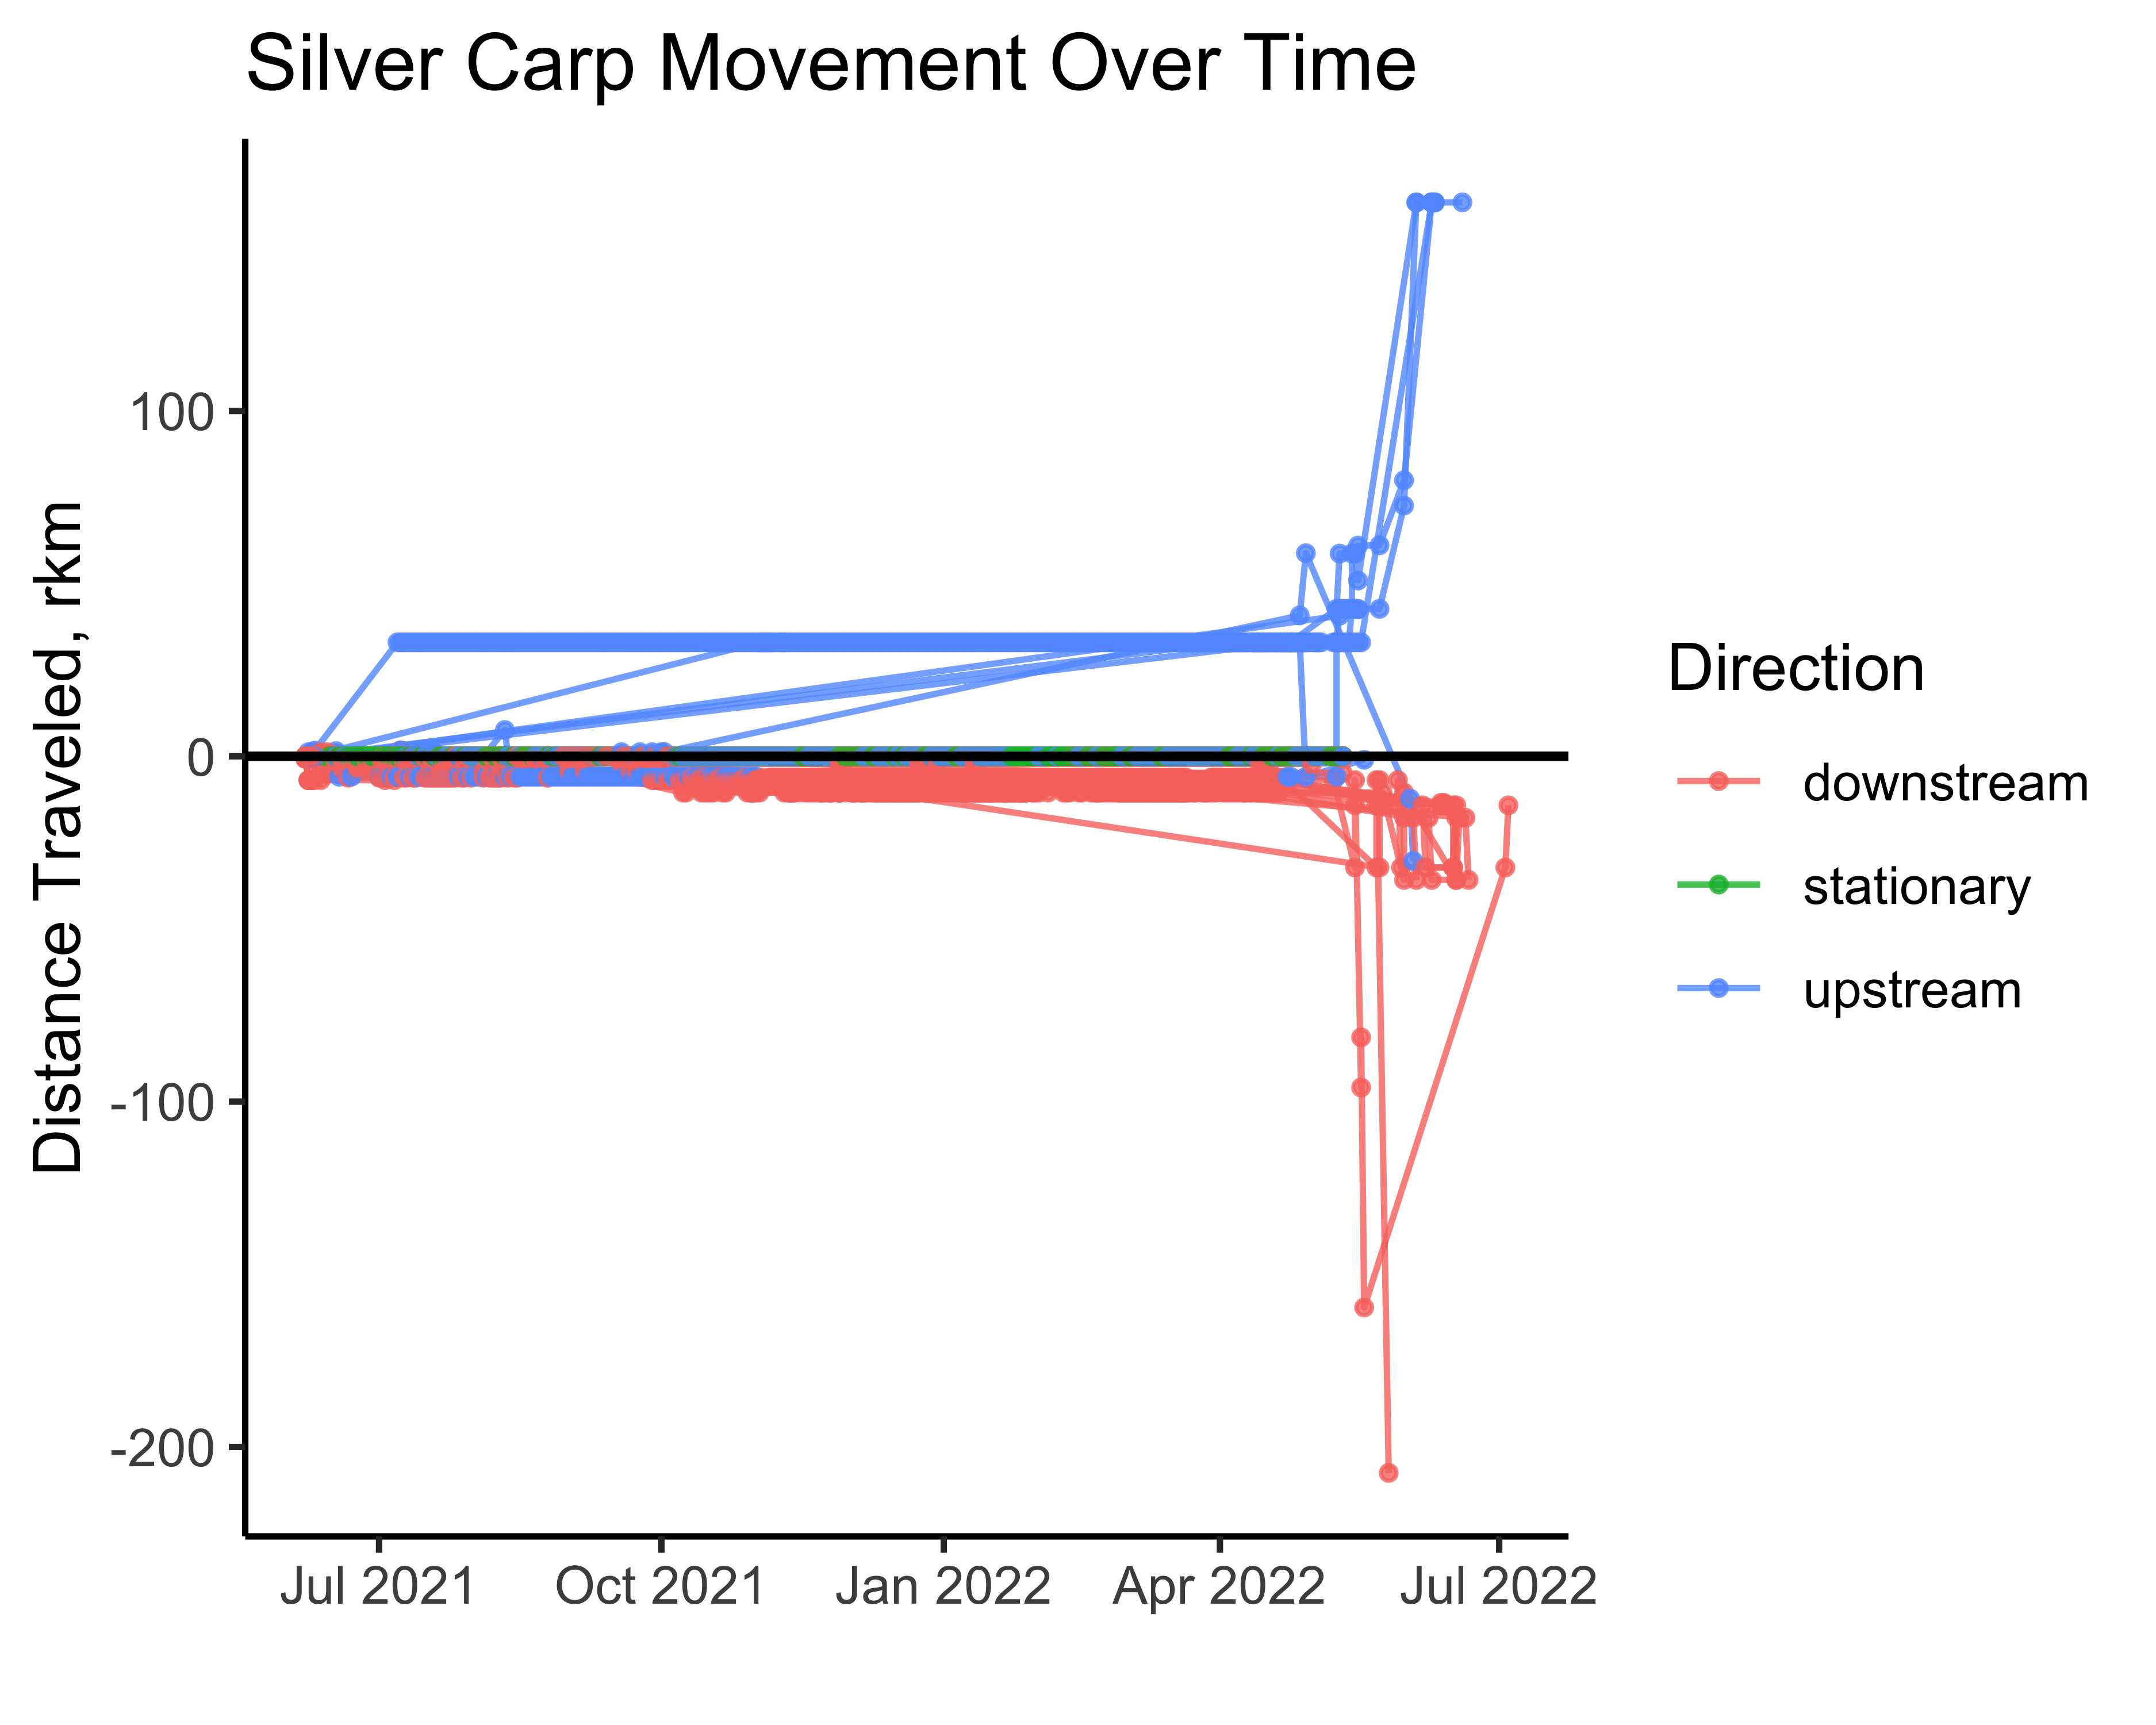 Silver Carp Movement Over Time
Distance Traveled, rkm
100
0
-100
-200
Jul 2021
Oct 2021
Jan 2022
Apr 2022
Jul 2022
Direction
downstream
stationary
upstream